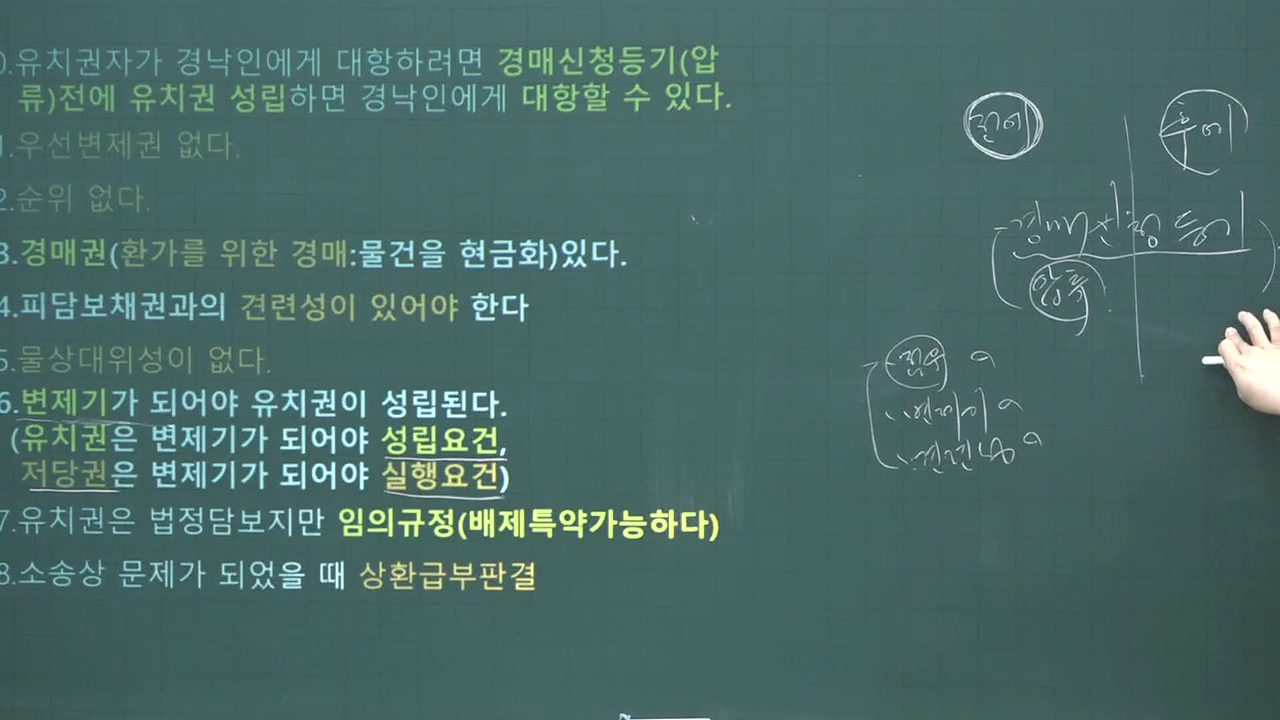 0.유치권자가 경낙인에게 대항하려면 경매신청등기(압
류)전에 유치권 성립하면 경낙인에게 대항할 수 있다.
1.우선변제권 없다.
2.순위 없다.
3.경매권(환가를 위한 경매:물건을 현금화)있다.
4.피담보채권과의 견련성이 있어야 한다
5.물상대위성이 없다.
6.변제기가 되어야 유치권이 성립된다.
(유치권은 변제기가 되어야 성립요건,
저당권은 변제기가 되어야 실행요건)
7.유치권은 법정담보지만 임의규정(배제특약가능하다)
8.소송상 문제가 되었을 때 상환급부판결
전에
후에
경매신청 등기
압류
점유
변제기
견련성